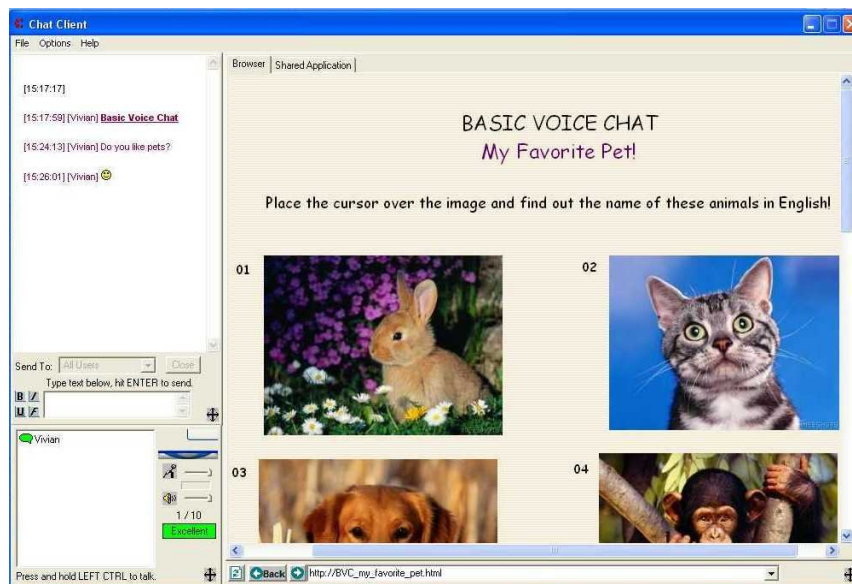 Chat Client
File Options Help
[15:17:17]
[15:17:59] [Vivian] Basic Voice Chat
[15:24:13] [Vivian] Do you like pets?
[15:26:01] [Vivian]
Send To: All Users Close
Type text below, hit ENTER to send.
B I
U F
Vivian
1 / 10
Excellent
Press and hold LEFT CTRL to talk.
Browser Shared Application
BASIC VOICE CHAT
My Favorite Pet!
Place the cursor over the image and find out the name of these animals in English!
01
02
03
04
Back http://BVC_my_favorite_pet.html